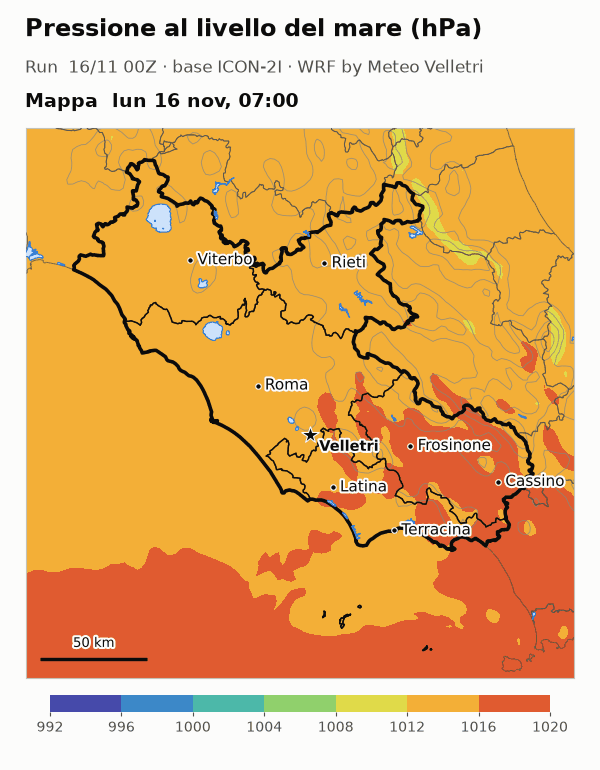 Pressione al livello del mare (hPa)
Run  16/11 00Z · base ICON-2I · WRF by Meteo Velletri
Mappa  lun 16 nov, 07:00
Viterbo
Rieti
Roma
Velletri
Frosinone
Cassino
Latina
Terracina
50 km
992 996 1000 1004 1008 1012 1016 1020